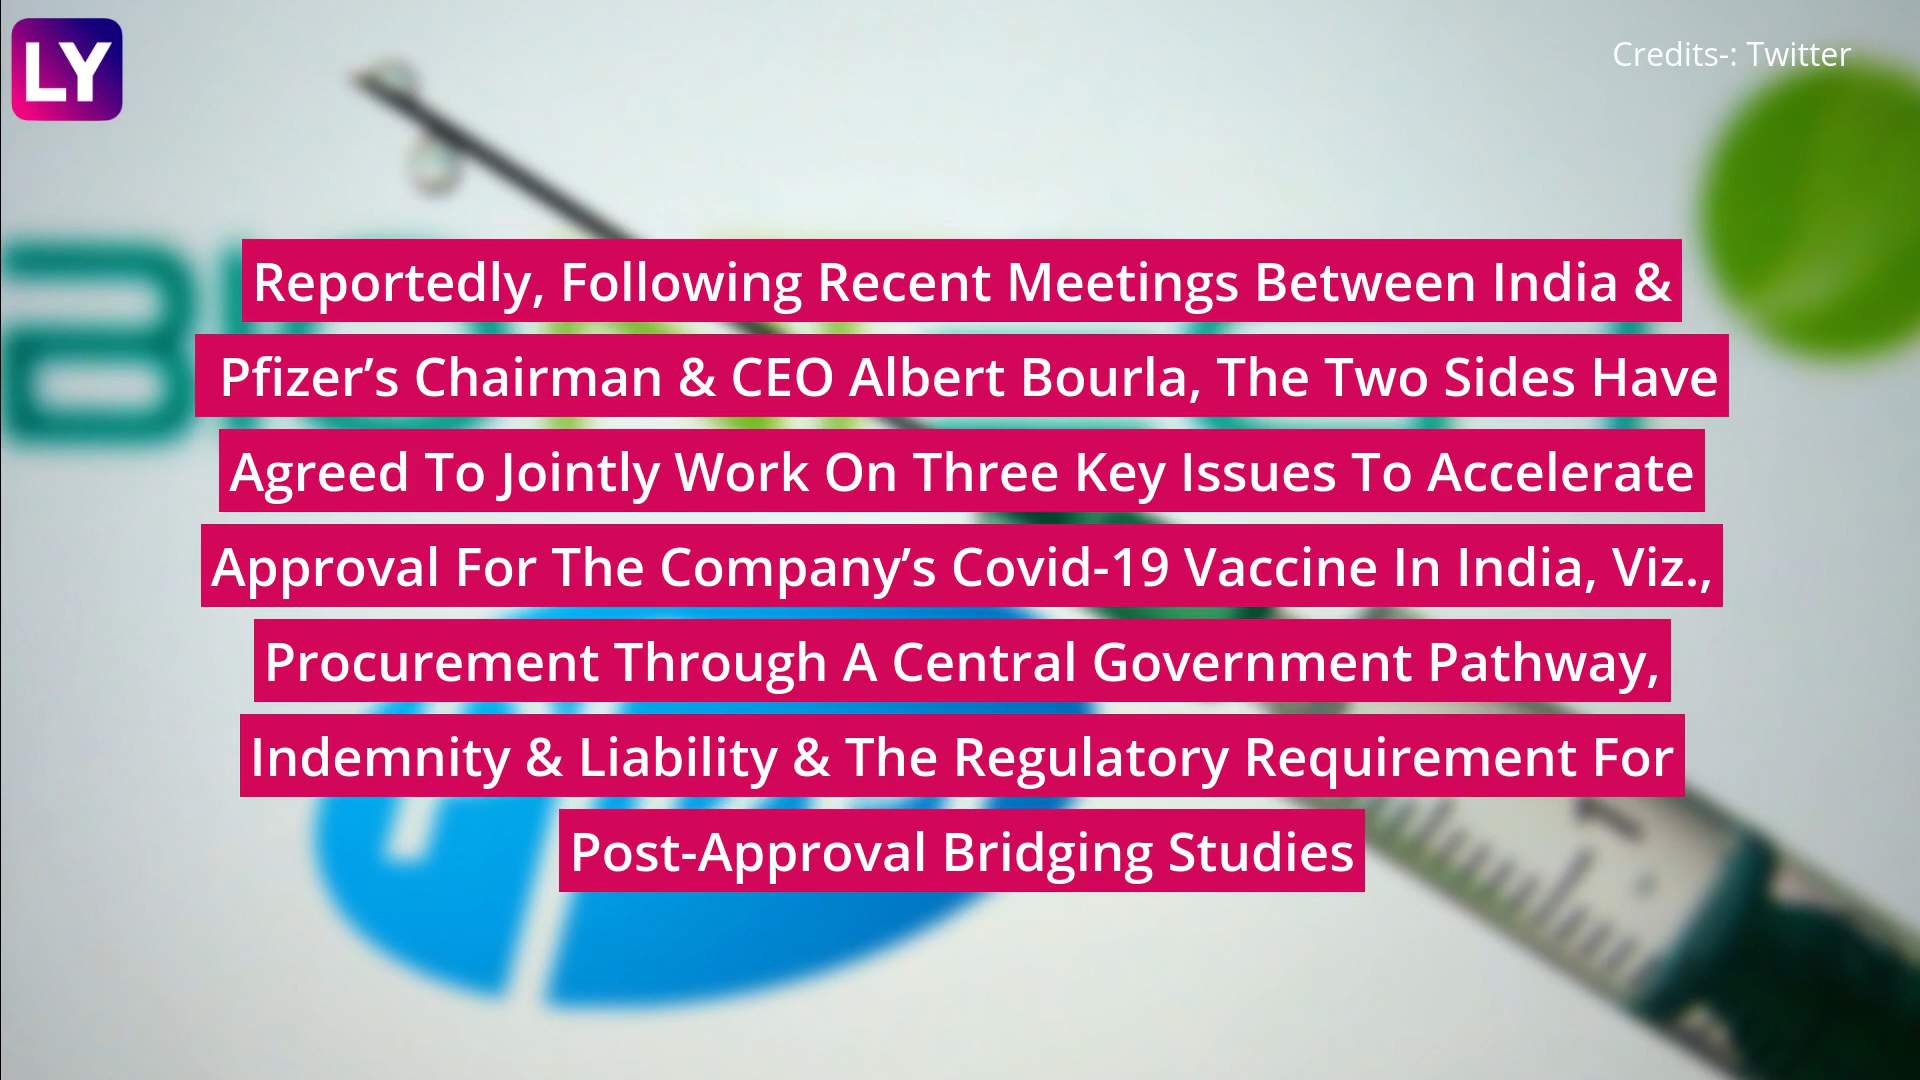 LY
Credits-: Twitter
Reportedly, Following Recent Meetings Between India &
Pfizer’s Chairman & CEO Albert Bourla, The Two Sides Have
Agreed To Jointly Work On Three Key Issues To Accelerate
Approval For The Company’s Covid-19 Vaccine In India, Viz.,
Procurement Through A Central Government Pathway,
Indemnity & Liability & The Regulatory Requirement For
Post-Approval Bridging Studies